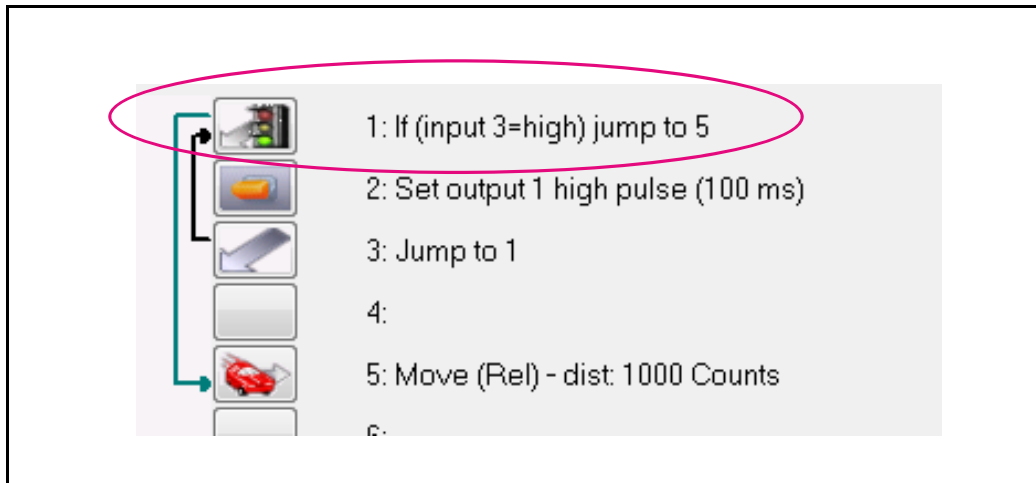 1: If (input 3=high) jump to 5
2: Set output 1 high pulse (100 ms)
3: Jump to 1
4:
5: Move (Rel) - dist: 1000 Counts